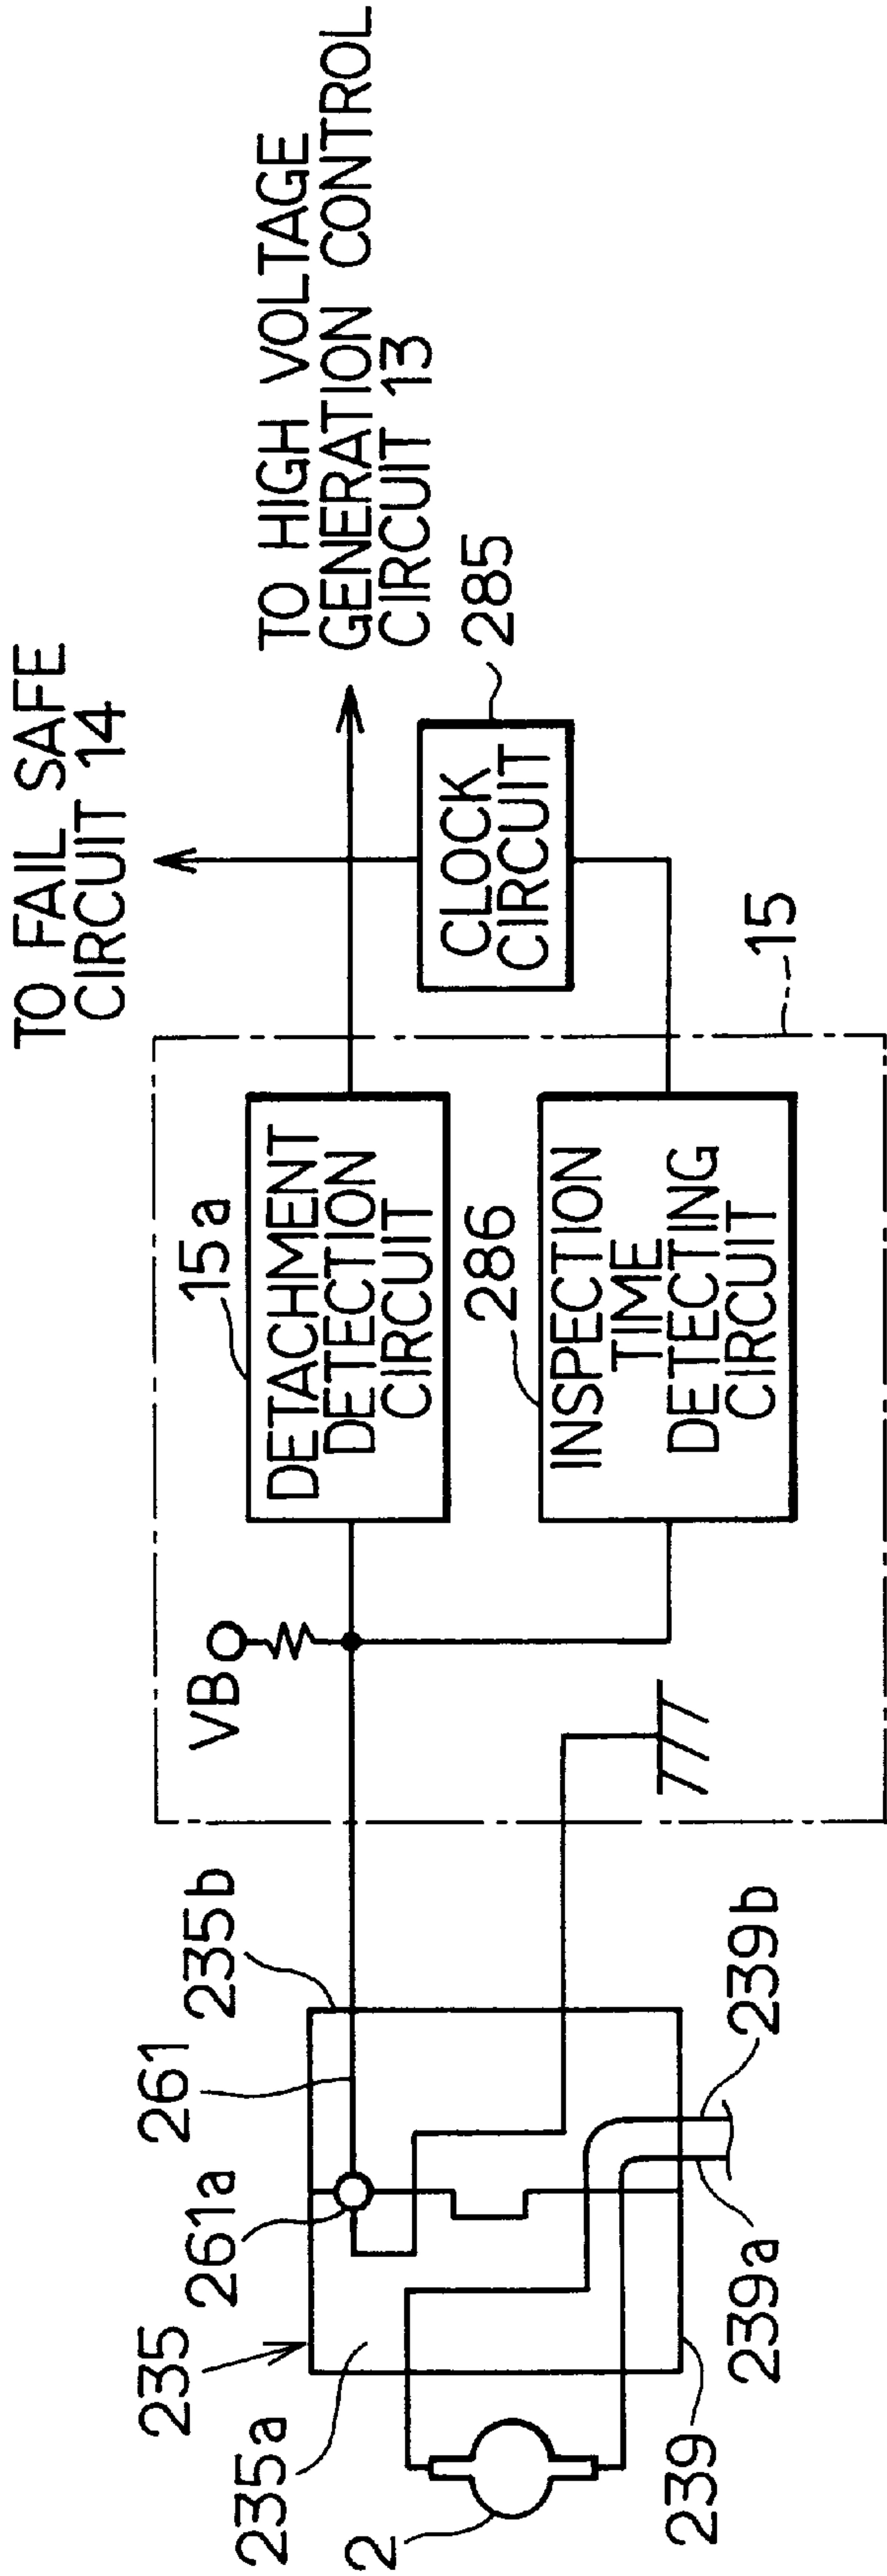 TO FAIL SAFE
CIRCUIT 14
TO HIGH VOLTAGE
GENERATION CONTROL
CIRCUIT 13
285
CLOCK
CIRCUIT
15
15a
DETACHMENT
DETECTION
CIRCUIT
286
INSPECTION
TIME
DETECTING
CIRCUIT
VB
235b
261
261a
235
235a
2
239
239a
239b